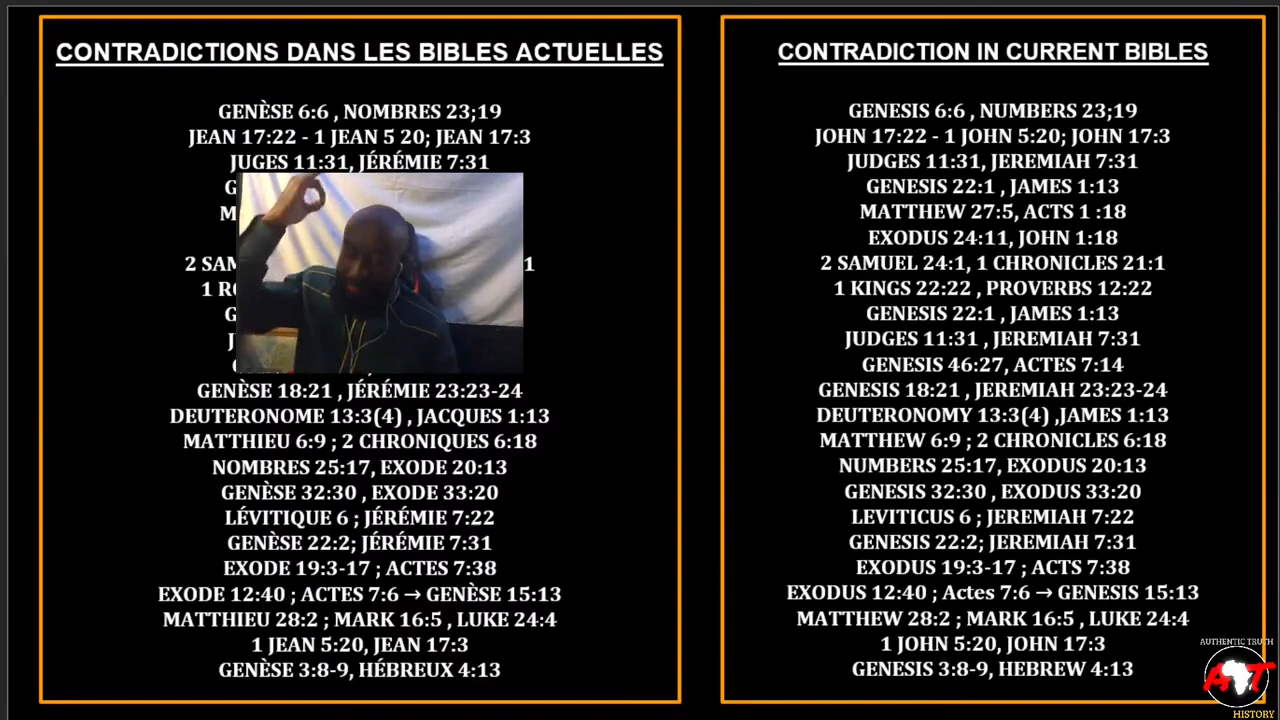 CONTRADICTIONS DANS LES BIBLES ACTUELLES
GENÈSE 6:6 , NOMBRES 23;19
JEAN 17:22 - 1 JEAN 5 20; JEAN 17:3
JUGES 11:31, JÉRÉMIE 7:31
2 SAM
1
GENÈSE 18:21 , JÉRÉMIE 23:23-24
DEUTERONOME 13:3(4) , JACQUES 1:13
MATTHIEU 6:9 ; 2 CHRONIQUES 6:18
NOMBRES 25:17, EXODE 20:13
GENÈSE 32:30 , EXODE 33:20
LÉVITIQUE 6 ; JÉRÉMIE 7:22
GENÈSE 22:2; JÉRÉMIE 7:31
EXODE 19:3-17 ; ACTES 7:38
EXODE 12:40 ; ACTES 7:6 → GENÈSE 15:13
MATTHIEU 28:2 ; MARK 16:5 , LUKE 24:4
1 JEAN 5:20, JEAN 17:3
GENÈSE 3:8-9, HÉBREUX 4:13
CONTRADICTION IN CURRENT BIBLES
GENESIS 6:6 , NUMBERS 23;19
JOHN 17:22 - 1 JOHN 5:20; JOHN 17:3
JUDGES 11:31, JEREMIAH 7:31
GENESIS 22:1 , JAMES 1:13
MATTHEW 27:5, ACTS 1 :18
EXODUS 24:11, JOHN 1:18
2 SAMUEL 24:1, 1 CHRONICLES 21:1
1 KINGS 22:22 , PROVERBS 12:22
GENESIS 22:1 , JAMES 1:13
JUDGES 11:31 , JEREMIAH 7:31
GENESIS 46:27, ACTES 7:14
GENESIS 18:21 , JEREMIAH 23:23-24
DEUTERONOMY 13:3(4) ,JAMES 1:13
MATTHEW 6:9 ; 2 CHRONICLES 6:18
NUMBERS 25:17, EXODUS 20:13
GENESIS 32:30 , EXODUS 33:20
LEVITICUS 6 ; JEREMIAH 7:22
GENESIS 22:2; JEREMIAH 7:31
EXODUS 19:3-17 ; ACTS 7:38
EXODUS 12:40 ; Actes 7:6 → GENESIS 15:13
MATTHEW 28:2 ; MARK 16:5 , LUKE 24:4
1 JOHN 5:20, JOHN 17:3
GENESIS 3:8-9, HEBREW 4:13
AUTHENTIC TRUTH
AT
HISTORY